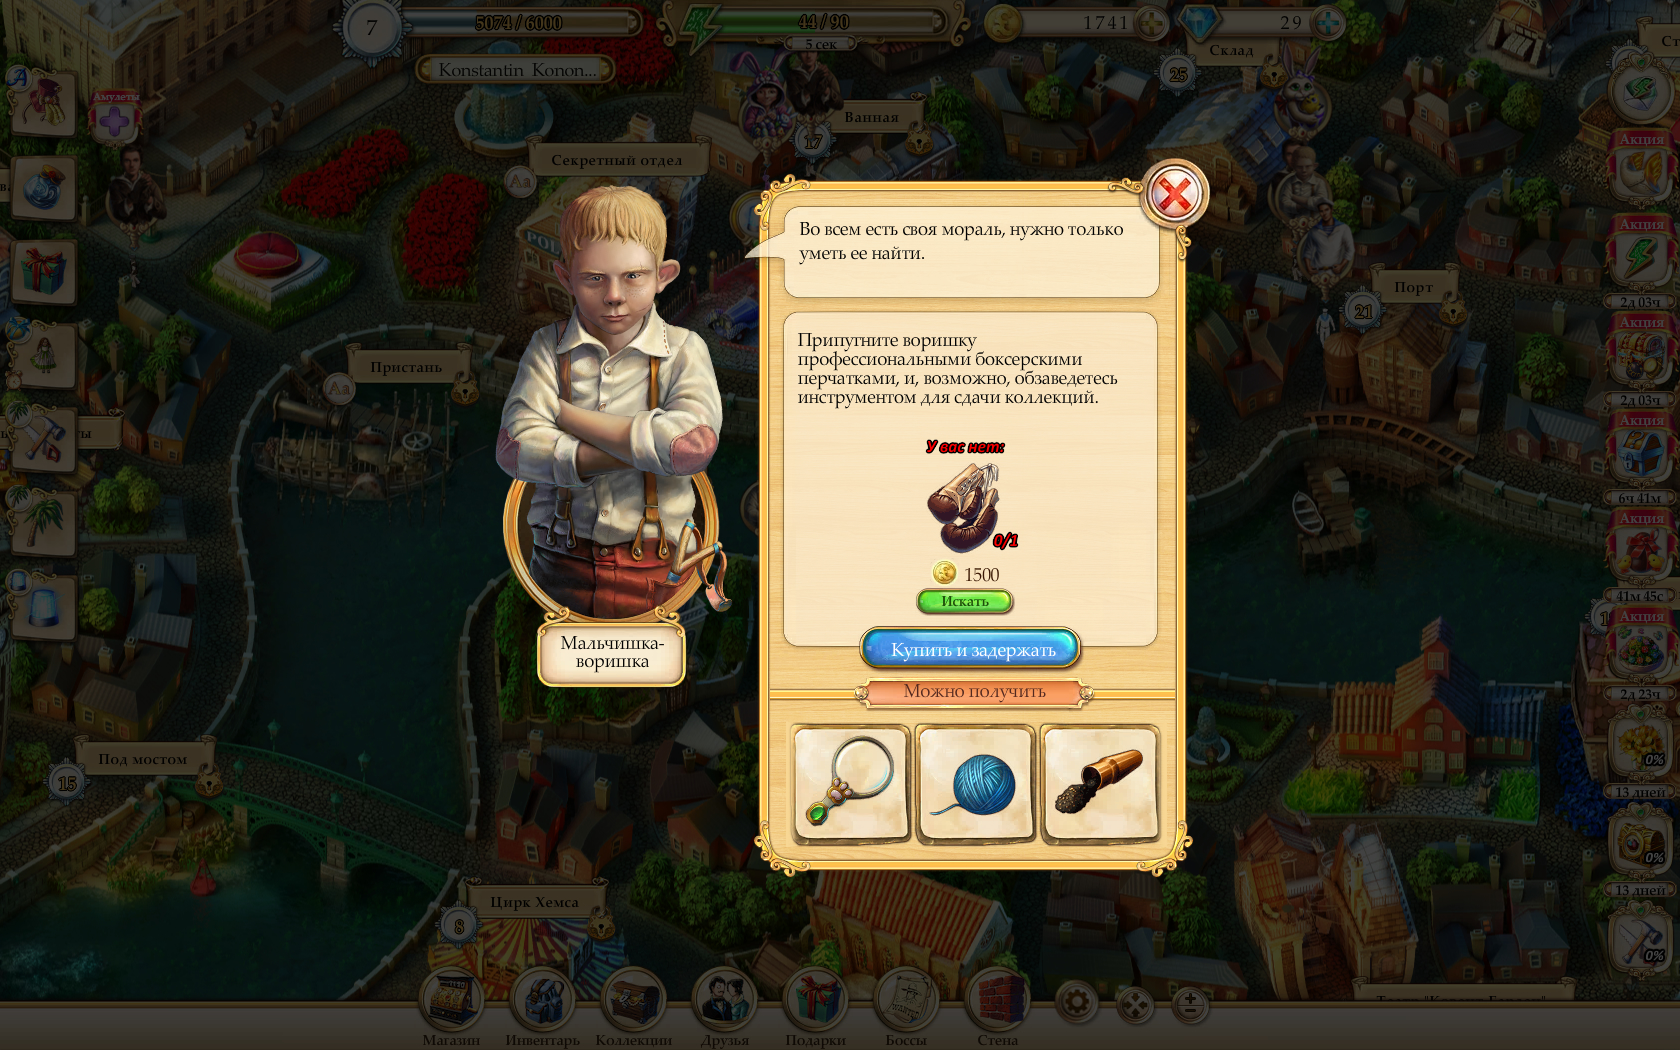 7
5074 / 6000
44 / 90
5 сек
1741
29
Konstantin Konon...
Склад
25
Амулеты
Ванная
17
Акция
Секретный отдел
Aa
POL
Во всем есть своя мораль, нужно только
уметь ее найти.
Акция
Порт
21
2д 03ч
Акция
Припугните воришку
профессиональными боксерскими
перчатками, и, возможно, обзаведетесь
инструментом для сдачи коллекций.
Пристань
Aa
2д 03ч
Акция
У вас нет:
0/1
6ч 41м
Акция
1500
Искать
41м 45с
Акция
Мальчишка-
воришка
Купить и задержать
Можно получить
2д 23ч
0%
Под мостом
15
13 дней
0%
13 дней
0%
Цирк Хемса
8
Магазин
Инвентарь
Коллекции
Друзья
Подарки
Боссы
Стена